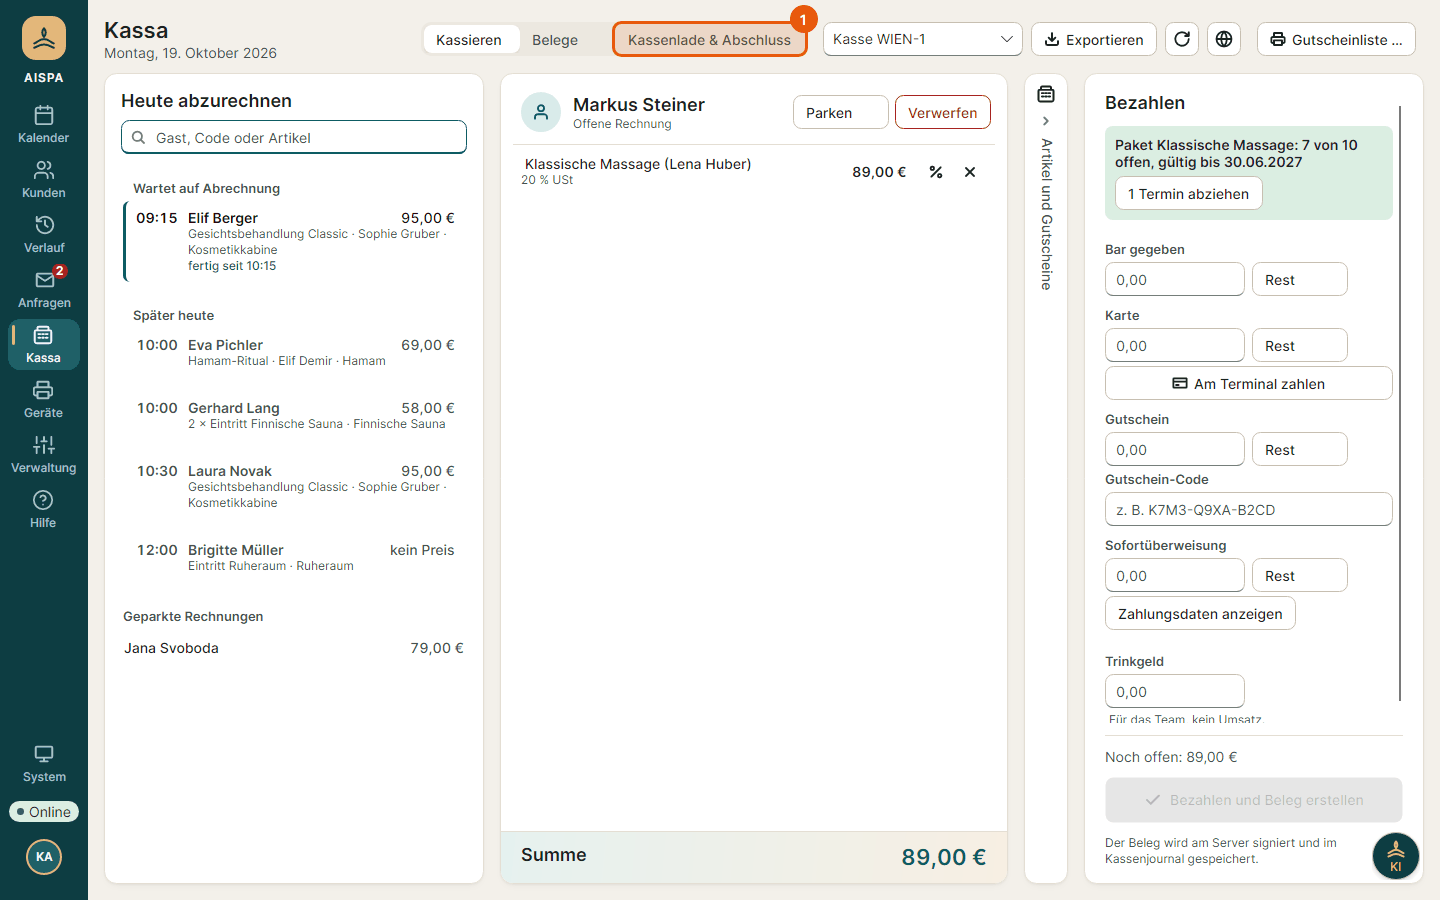 AISPA
Kalender
Kunden
Verlauf
2
Anfragen
Kassa
Geräte
Verwaltung
Hilfe
System
Online
KA
Kassa
Montag, 19. Oktober 2026
Kassieren
Belege
Kassenlade & Abschluss
1
Kasse WIEN-1
Exportieren
Gutscheinliste ...
Heute abzurechnen
Gast, Code oder Artikel
Wartet auf Abrechnung
09:15 Elif Berger 95,00 €
Gesichtsbehandlung Classic · Sophie Gruber ·
Kosmetikkabine
fertig seit 10:15
Später heute
10:00 Eva Pichler 69,00 €
Hamam-Ritual · Elif Demir · Hamam
10:00 Gerhard Lang 58,00 €
2 × Eintritt Finnische Sauna · Finnische Sauna
10:30 Laura Novak 95,00 €
Gesichtsbehandlung Classic · Sophie Gruber ·
Kosmetikkabine
12:00 Brigitte Müller kein Preis
Eintritt Ruheraum · Ruheraum
Geparkte Rechnungen
Jana Svoboda 79,00 €
Markus Steiner
Offene Rechnung
Parken
Verwerfen
Klassische Massage (Lena Huber)
20 % USt
89,00 €
Summe 89,00 €
Artikel und Gutscheine
Bezahlen
Paket Klassische Massage: 7 von 10
offen, gültig bis 30.06.2027
1 Termin abziehen
Bar gegeben
0,00 Rest
Karte
0,00 Rest
Am Terminal zahlen
Gutschein
0,00 Rest
Gutschein-Code
z. B. K7M3-Q9XA-B2CD
Sofortüberweisung
0,00 Rest
Zahlungsdaten anzeigen
Trinkgeld
0,00
Für das Team, kein Umsatz.
Noch offen: 89,00 €
Bezahlen und Beleg erstellen
Der Beleg wird am Server signiert und im
Kassenjournal gespeichert.
KI